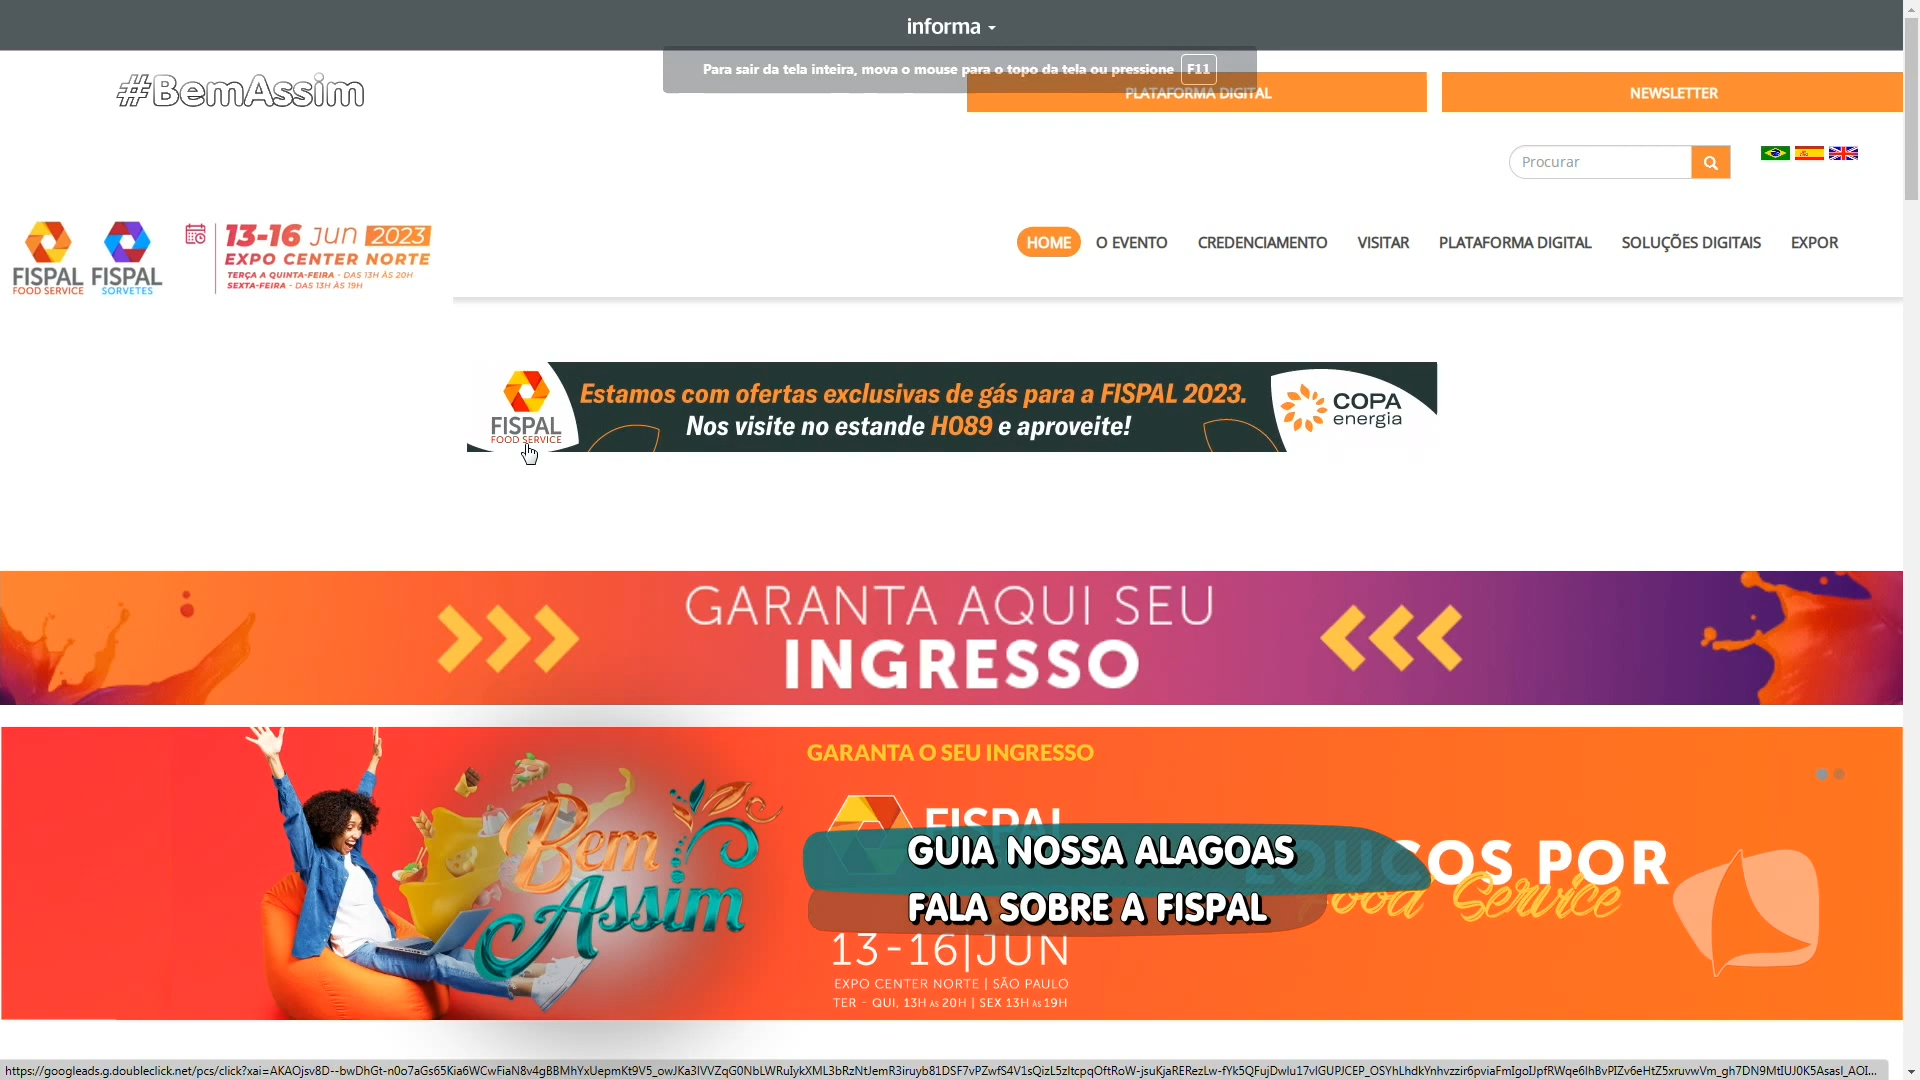 informa
Para sair da tela inteira, mova o mouse para o topo da tela ou pressione F11
#BemAssim
PLATAFORMA DIGITAL
NEWSLETTER
Procurar
FISPAL
FOOD SERVICE
FISPAL
SORVETES
13-16 Jun 2023
EXPO CENTER NORTE
TERÇA A QUINTA-FEIRA - DAS 13H ÀS 20H
SEXTA-FEIRA - DAS 13H ÀS 19H
HOME
O EVENTO
CREDENCIAMENTO
VISITAR
PLATAFORMA DIGITAL
SOLUÇÕES DIGITAIS
EXPOR
FISPAL
FOOD SERVICE
Estamos com ofertas exclusivas de gás para a FISPAL 2023.
Nos visite no estande H089 e aproveite!
COPA
energia
GARANTA AQUI SEU
INGRESSO
GARANTA O SEU INGRESSO
Bem
Assim
FISPAL
GUIA NOSSA ALAGOAS
FALA SOBRE A FISPAL
LOUCOS POR
Food Service
13-16|JUN
EXPO CENTER NORTE | SÃO PAULO
TER - QUI, 13H ÀS 20H | SEX 13H ÀS 19H